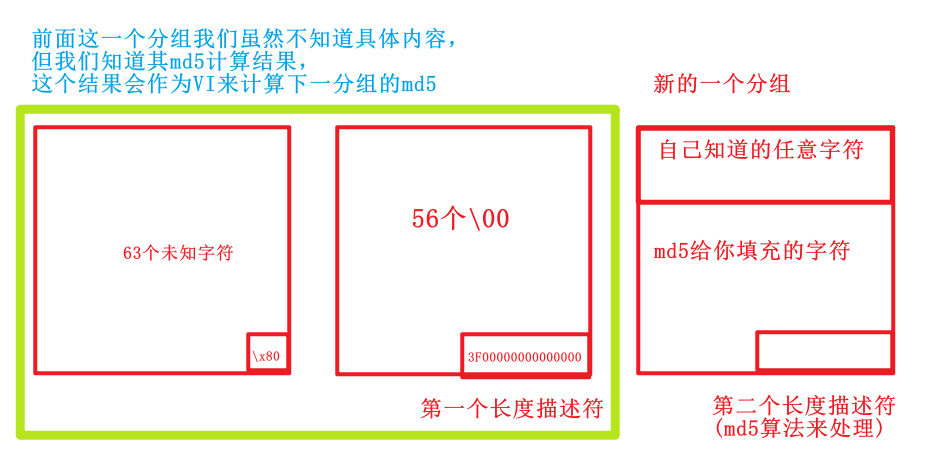 前面这一个分组我们虽然不知道具体内容，
但我们知道其md5计算结果，
这个结果会作为VI来计算下一分组的md5
新的一个分组
自己知道的任意字符
56个\00
63个未知字符
md5给你填充的字符
\x80
3F00000000000000
第一个长度描述符
第二个长度描述符
(md5算法来处理)